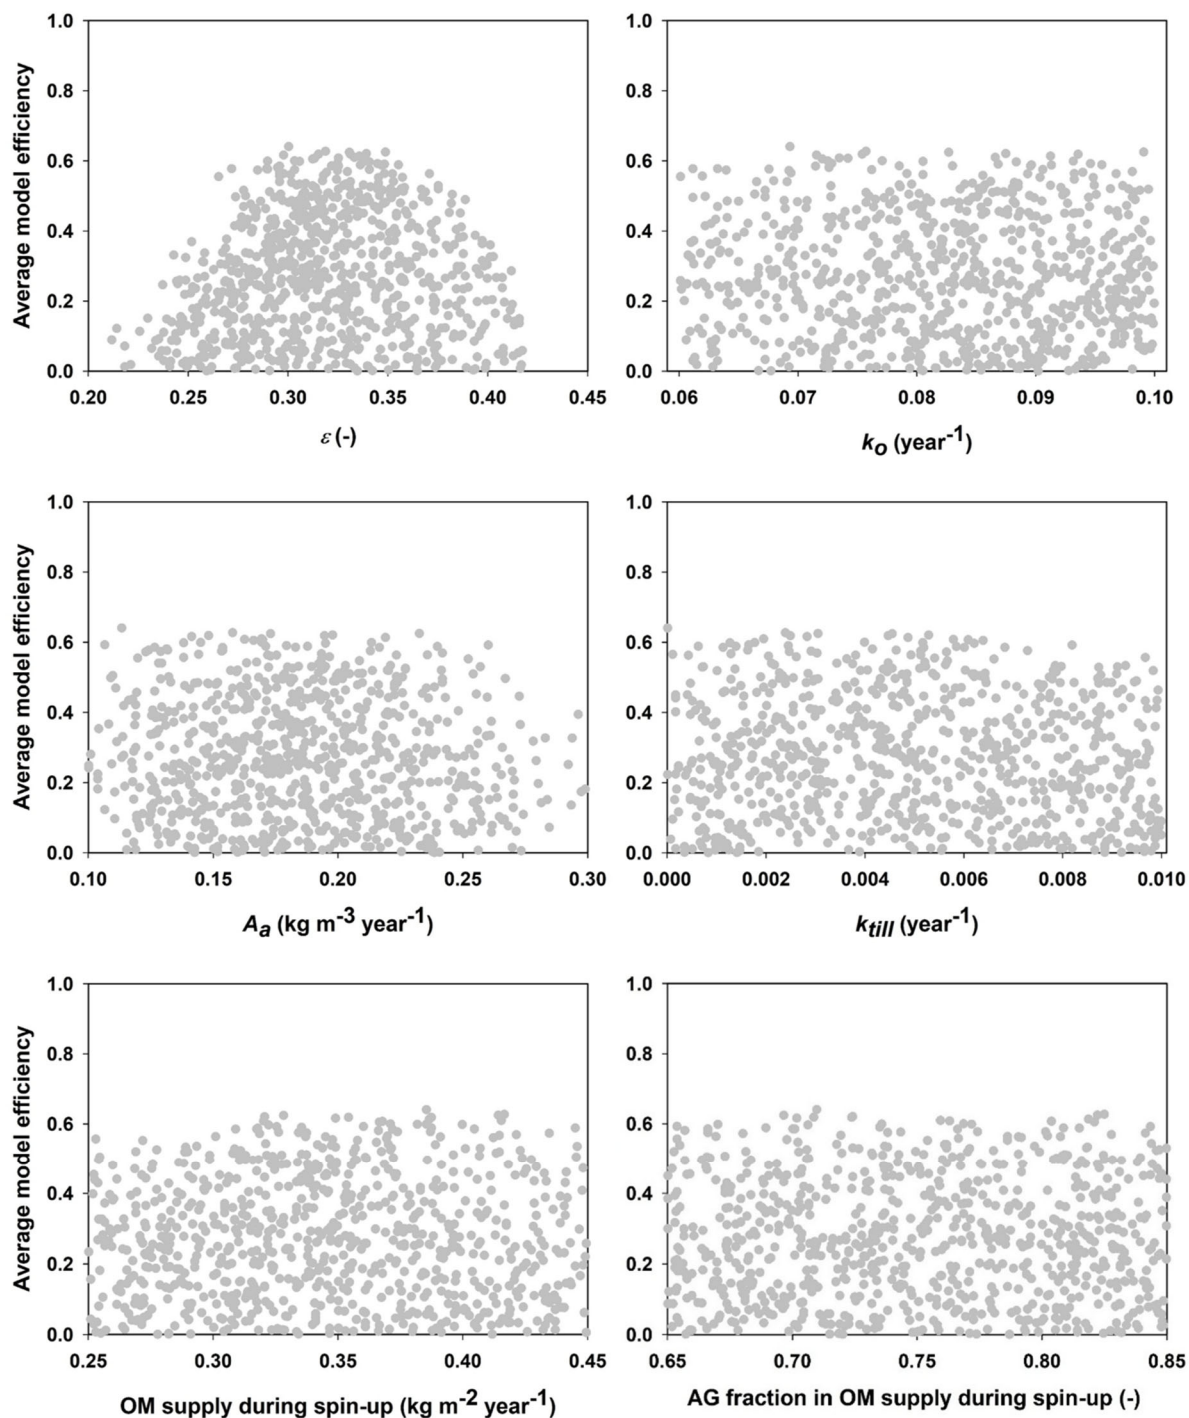 1.0
0.8
0.6
0.4
0.2
0.0
Average model efficiency
0.20 0.25 0.30 0.35 0.40 0.45
ε (-)
1.0
0.8
0.6
0.4
0.2
0.0
0.06 0.07 0.08 0.09 0.10
k_o (year⁻¹)
1.0
0.8
0.6
0.4
0.2
0.0
Average model efficiency
0.10 0.15 0.20 0.25 0.30
A_a (kg m⁻³ year⁻¹)
1.0
0.8
0.6
0.4
0.2
0.0
0.000 0.002 0.004 0.006 0.008 0.010
k_till (year⁻¹)
1.0
0.8
0.6
0.4
0.2
0.0
Average model efficiency
0.25 0.30 0.35 0.40 0.45
OM supply during spin-up (kg m⁻² year⁻¹)
1.0
0.8
0.6
0.4
0.2
0.0
0.65 0.70 0.75 0.80 0.85
AG fraction in OM supply during spin-up (-)